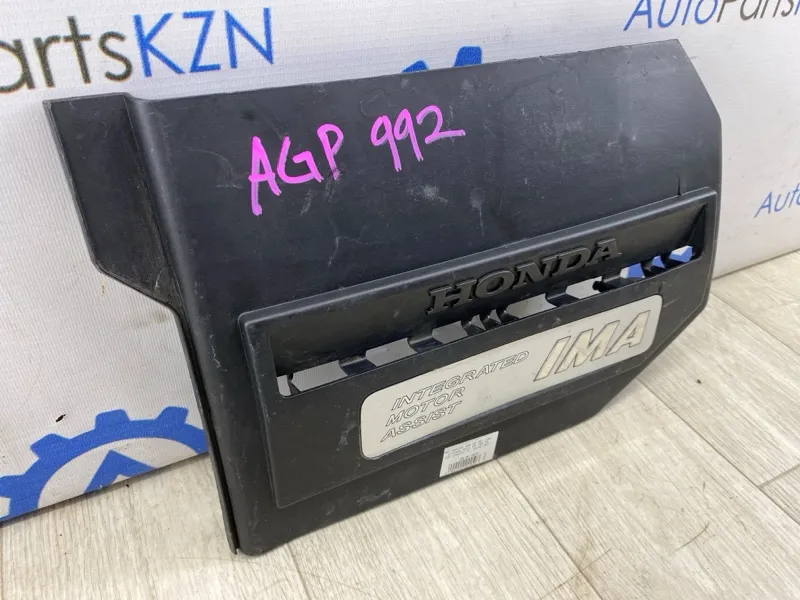 artsKZN
AutoParts
AGP 992
HONDA
IMA
INTEGRATED
MOTOR
ASSIST
Auto